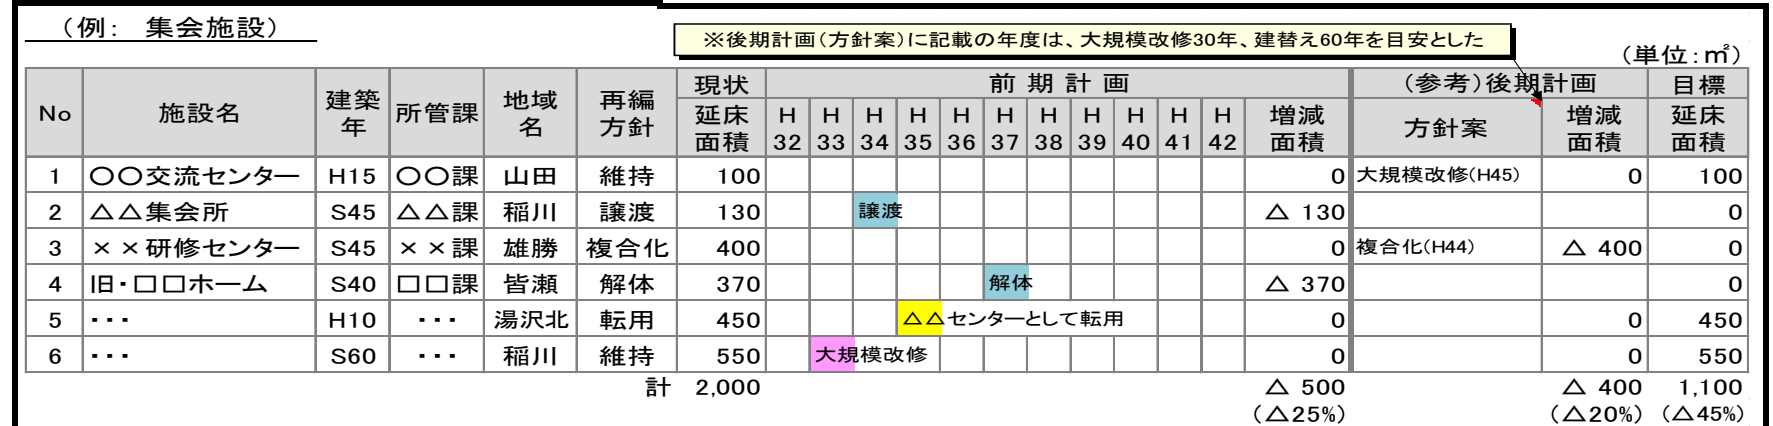 （例:　集会施設）
※後期計画（方針案）に記載の年度は、大規模改修30年、建替え60年を目安とした
（単位:㎡）
No 施設名 建築年 所管課 地域名 再編方針 現状延床面積 前期計画 （参考）後期計画 目標延床面積
H32 H33 H34 H35 H36 H37 H38 H39 H40 H41 H42 増減面積 方針案 増減面積
1 〇〇交流センター H15 〇〇課 山田 維持 100 0 大規模改修（H45） 0 100
2 △△集会所 S45 △△課 稲川 譲渡 130 譲渡 △ 130 0
3 ××研修センター S45 ××課 雄勝 複合化 400 0 複合化（H44） △ 400 0
4 旧・□□ホーム S40 □□課 皆瀬 解体 370 解体 △ 370 0
5 ・・・ H10 ・・・ 湯沢北 転用 450 △△センターとして転用 0 0 450
6 ・・・ S60 ・・・ 稲川 維持 550 大規模改修 0 0 550
計 2,000 △ 500 △ 400 1,100
（△25%） （△20%） （△45%）